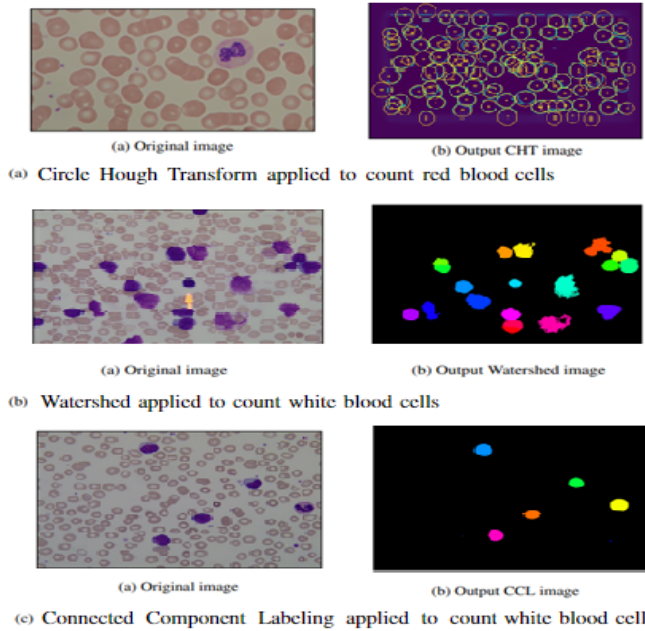 (a) Original image
(b) Output CHT image
(a) Circle Hough Transform applied to count red blood cells
(a) Original image
(b) Output Watershed image
(b) Watershed applied to count white blood cells
(a) Original image
(b) Output CCL image
(c) Connected Component Labeling applied to count white blood cell